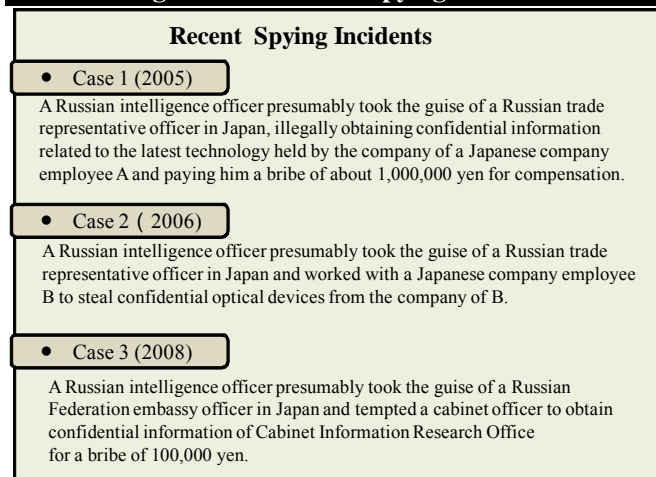 Recent Spying Incidents
• Case 1 (2005)
A Russian intelligence officer presumably took the guise of a Russian trade
representative officer in Japan, illegally obtaining confidential information
related to the latest technology held by the company of a Japanese company
employee A and paying him a bribe of about 1,000,000 yen for compensation.
• Case 2 ( 2006)
A Russian intelligence officer presumably took the guise of a Russian trade
representative officer in Japan and worked with a Japanese company employee
B to steal confidential optical devices from the company of B.
• Case 3 (2008)
A Russian intelligence officer presumably took the guise of a Russian
Federation embassy officer in Japan and tempted a cabinet officer to obtain
confidential information of Cabinet Information Research Office
for a bribe of 100,000 yen.